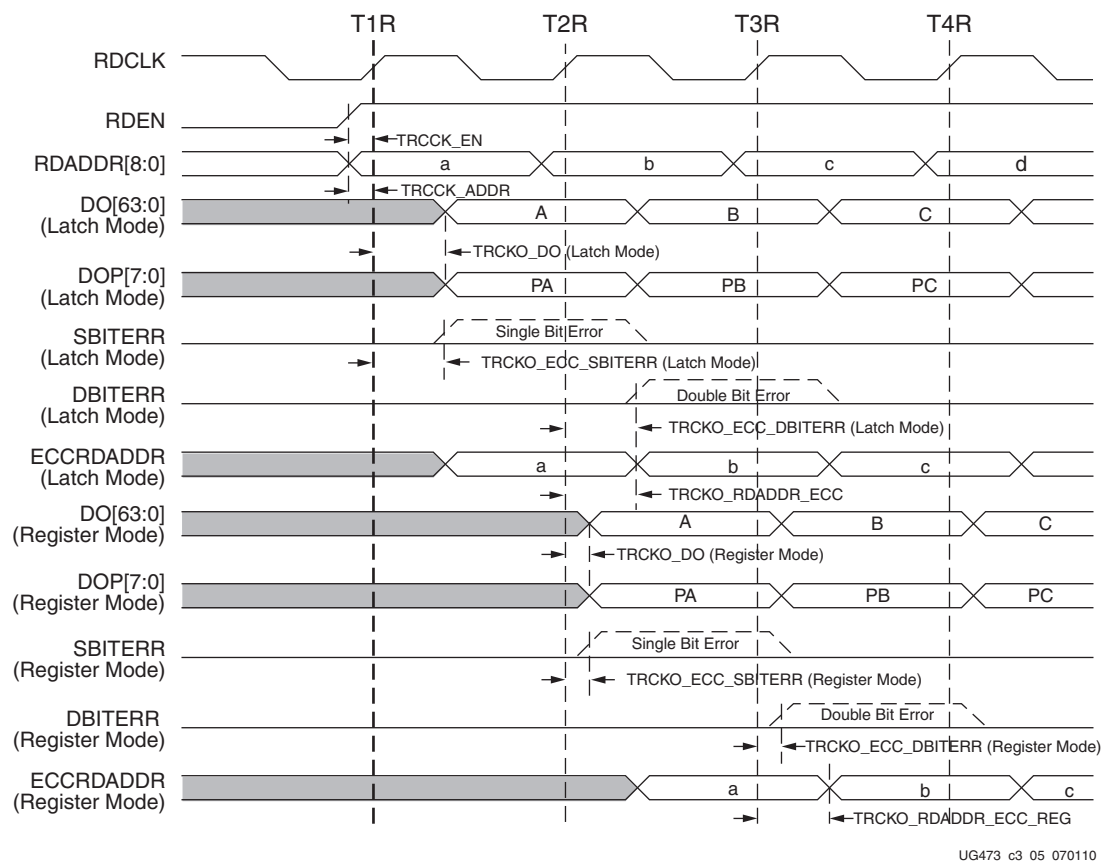 T1R T2R T3R T4R
RDCLK
RDEN
TRCCK_EN
RDADDR[8:0] a b c d
TRCCK_ADDR
DO[63:0]
(Latch Mode) A B C
TRCKO_DO (Latch Mode)
DOP[7:0]
(Latch Mode) PA PB PC
SBITERR
(Latch Mode) Single Bit Error
TRCKO_ECC_SBITERR (Latch Mode)
DBITERR
(Latch Mode) Double Bit Error
TRCKO_ECC_DBITERR (Latch Mode)
ECCRDADDR
(Latch Mode) a b c
TRCKO_RDADDR_ECC
DO[63:0]
(Register Mode) A B C
TRCKO_DO (Register Mode)
DOP[7:0]
(Register Mode) PA PB PC
SBITERR
(Register Mode) Single Bit Error
TRCKO_ECC_SBITERR (Register Mode)
DBITERR
(Register Mode) Double Bit Error
TRCKO_ECC_DBITERR (Register Mode)
ECCRDADDR
(Register Mode) a b c
TRCKO_RDADDR_ECC_REG
UG473_c3_05_070110